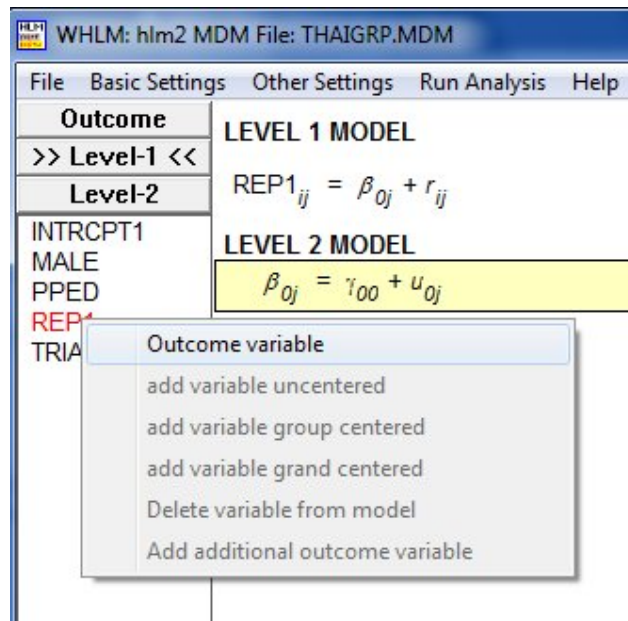 WHLM: hlm2 MDM File: THAIGRP.MDM
File Basic Settings Other Settings Run Analysis Help
Outcome
>> Level-1 <<
Level-2
INTRCPT1
MALE
PPED
REP1
TRIA
LEVEL 1 MODEL
REP1ij = β0j + rij
LEVEL 2 MODEL
β0j = γ00 + u0j
Outcome variable
add variable uncentered
add variable group centered
add variable grand centered
Delete variable from model
Add additional outcome variable